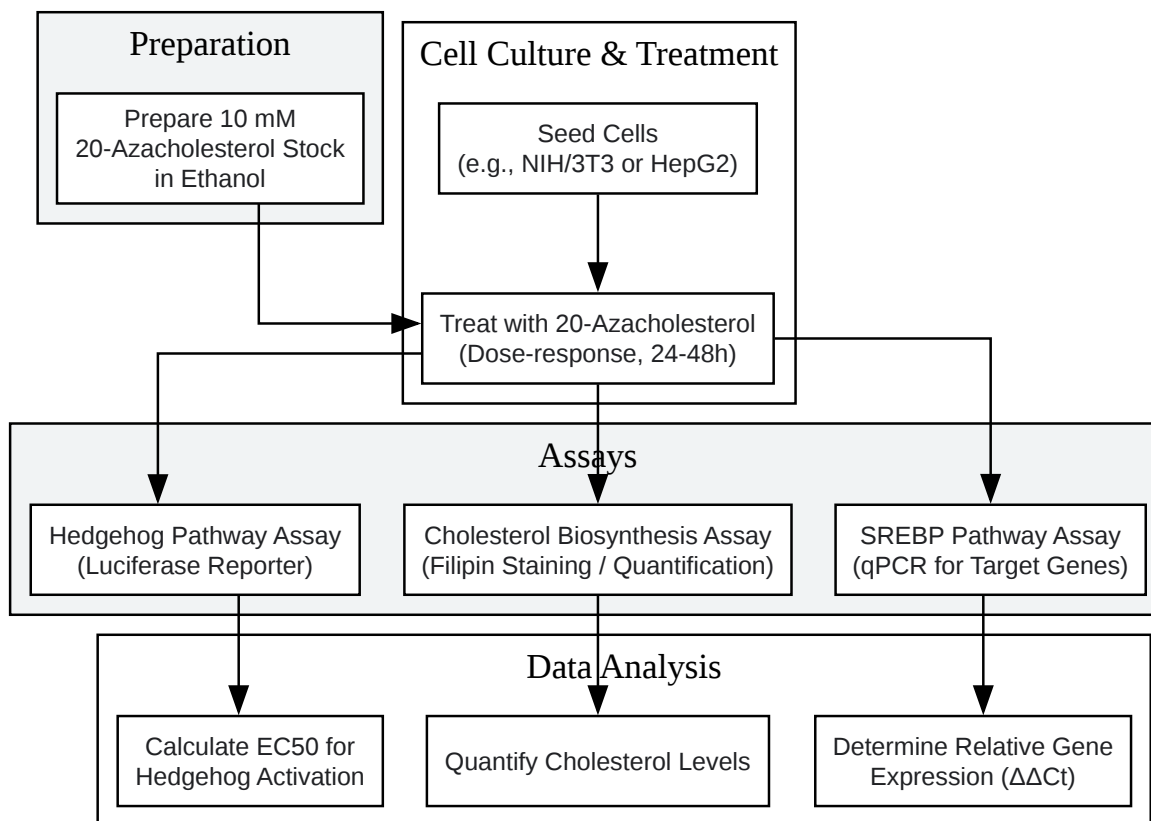 Preparation
Prepare 10 mM
20-Azacholesterol Stock
in Ethanol
Cell Culture & Treatment
Seed Cells
(e.g., NIH/3T3 or HepG2)
Treat with 20-Azacholesterol
(Dose-response, 24-48h)
Assays
Hedgehog Pathway Assay
(Luciferase Reporter)
Cholesterol Biosynthesis Assay
(Filipin Staining / Quantification)
SREBP Pathway Assay
(qPCR for Target Genes)
Data Analysis
Calculate EC50 for
Hedgehog Activation
Quantify Cholesterol Levels
Determine Relative Gene
Expression (ΔΔCt)